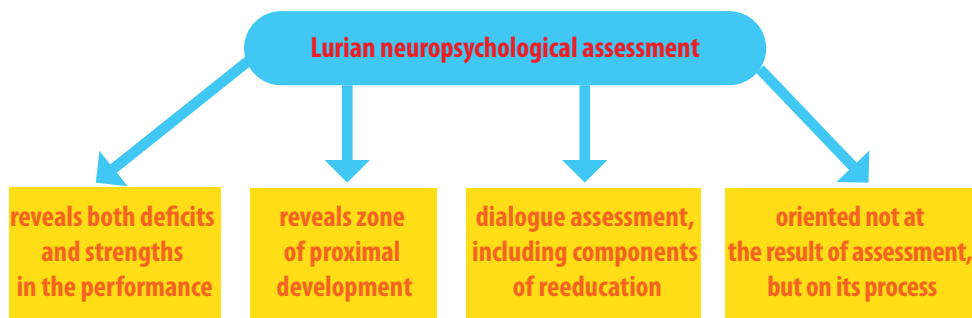 Lurian neuropsychological assessment
reveals both deficits
and strengths
in the performance
reveals zone
of proximal
development
dialogue assessment,
including components
of reeducation
oriented not at
the result of assessment,
but on its process